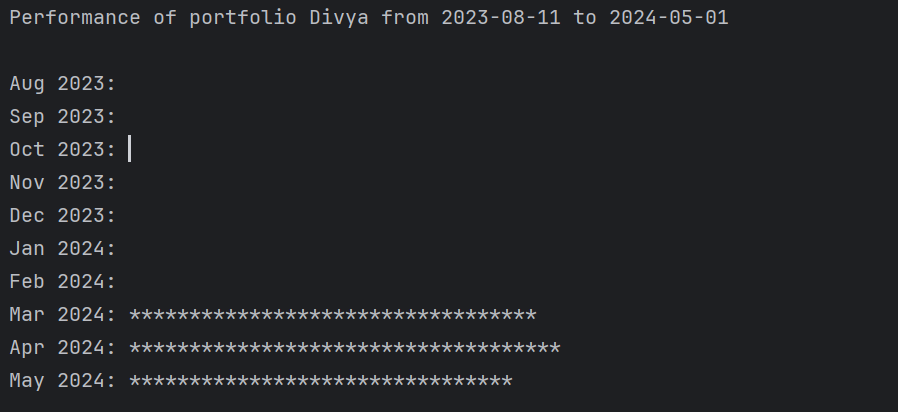 Performance of portfolio Divya from 2023-08-11 to 2024-05-01
Aug 2023:
Sep 2023:
Oct 2023:
Nov 2023:
Dec 2023:
Jan 2024:
Feb 2024:
Mar 2024: **********************************
Apr 2024: ************************************
May 2024: ********************************